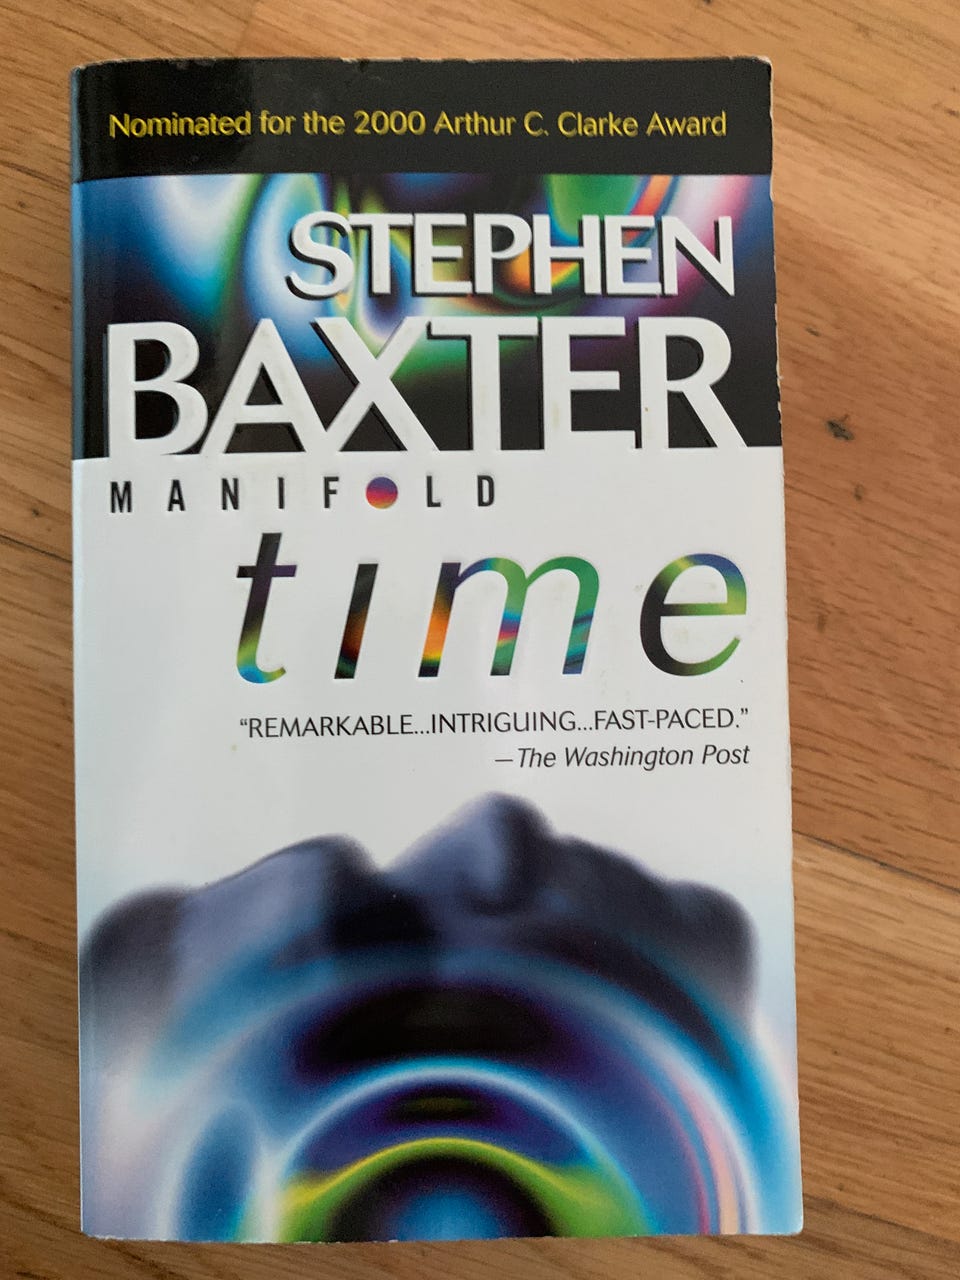 Nominated for the 2000 Arthur C. Clarke Award
STEPHEN
BAXTER
MANIFOLD
time
“REMARKABLE...INTRIGUING...FAST-PACED.”
—The Washington Post